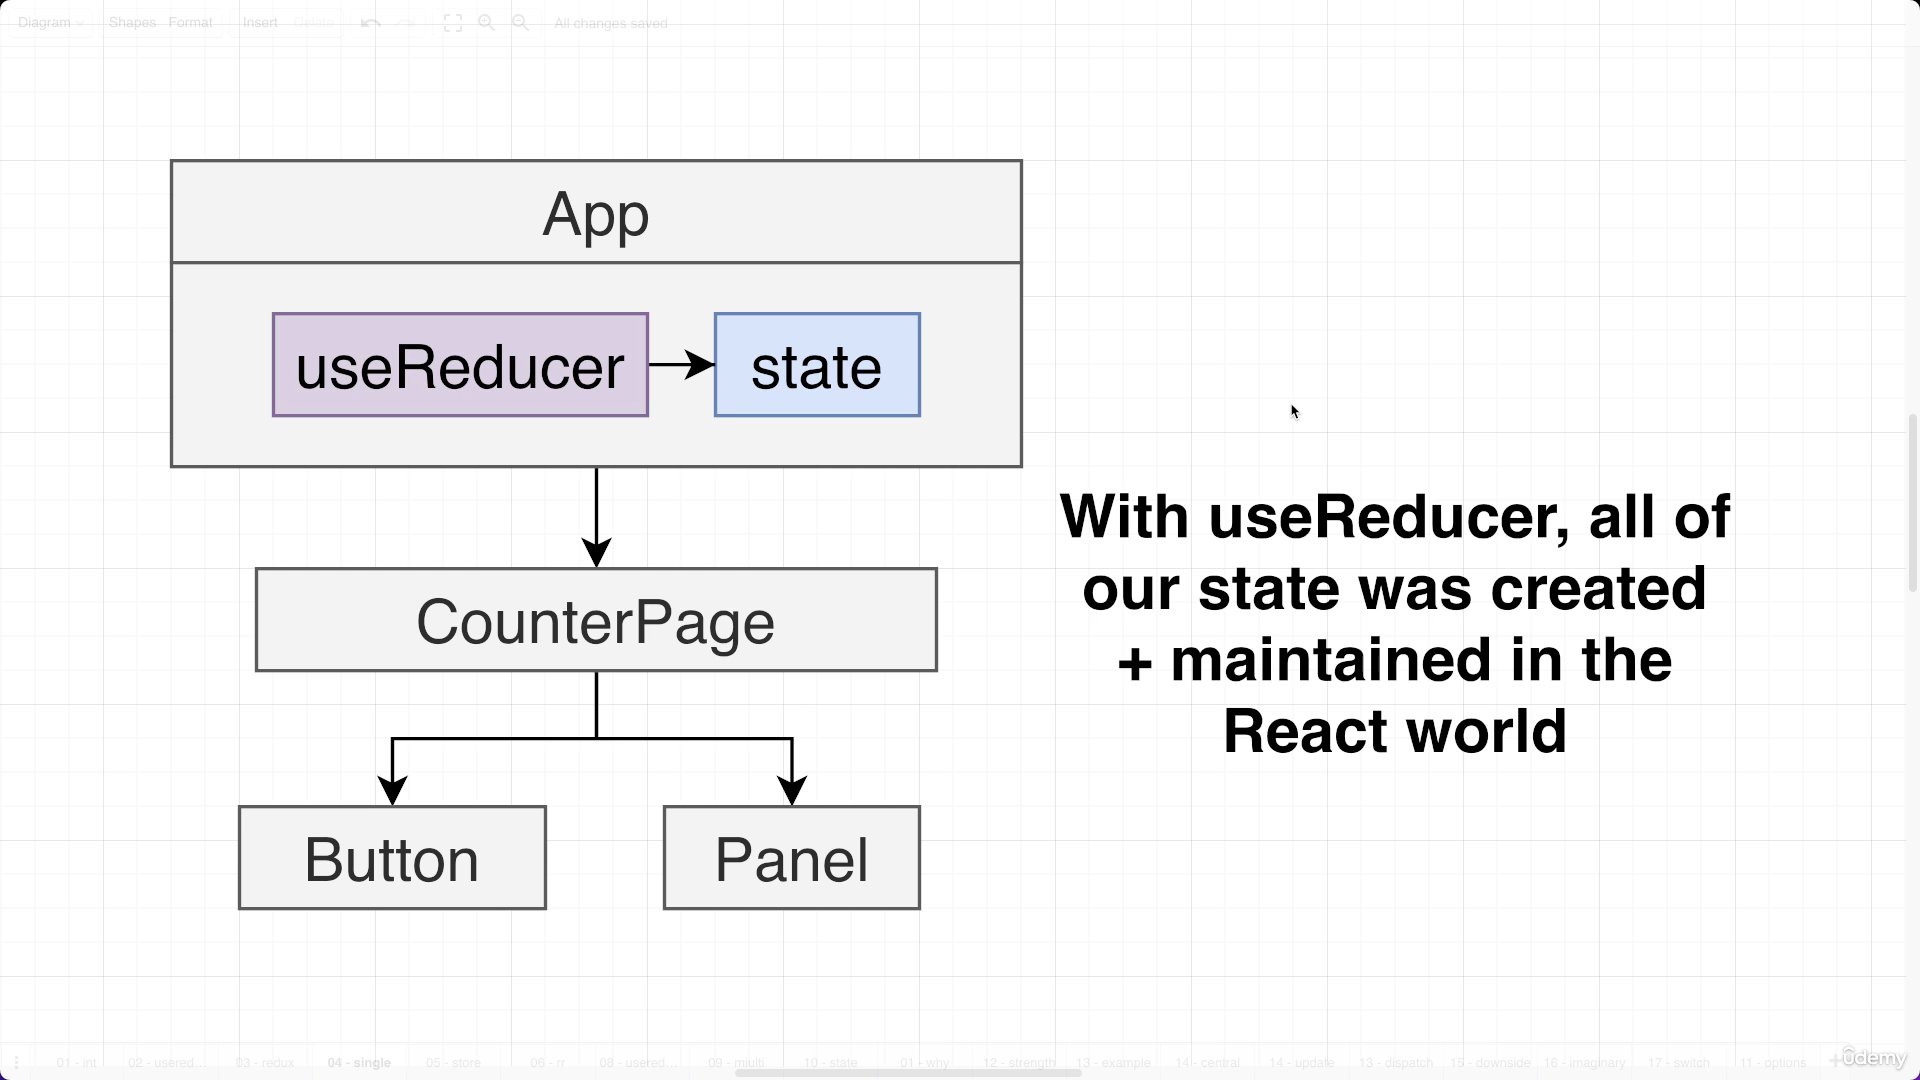 Diagram Shapes Format Insert Delete All changes saved
App
useReducer state
With useReducer, all of
our state was created
+ maintained in the
React world
CounterPage
Button Panel
01 - int 02 - usered... 03 - redux 04 - single 05 - store 06 - rr 08 - usered... 09 - miulti 10 - state 01 - why 12 - strength 13 - example 14 - central 14 - update 13 - dispatch 15 - downside 16 - imaginary 17 - switch 11 - options
ûdemy